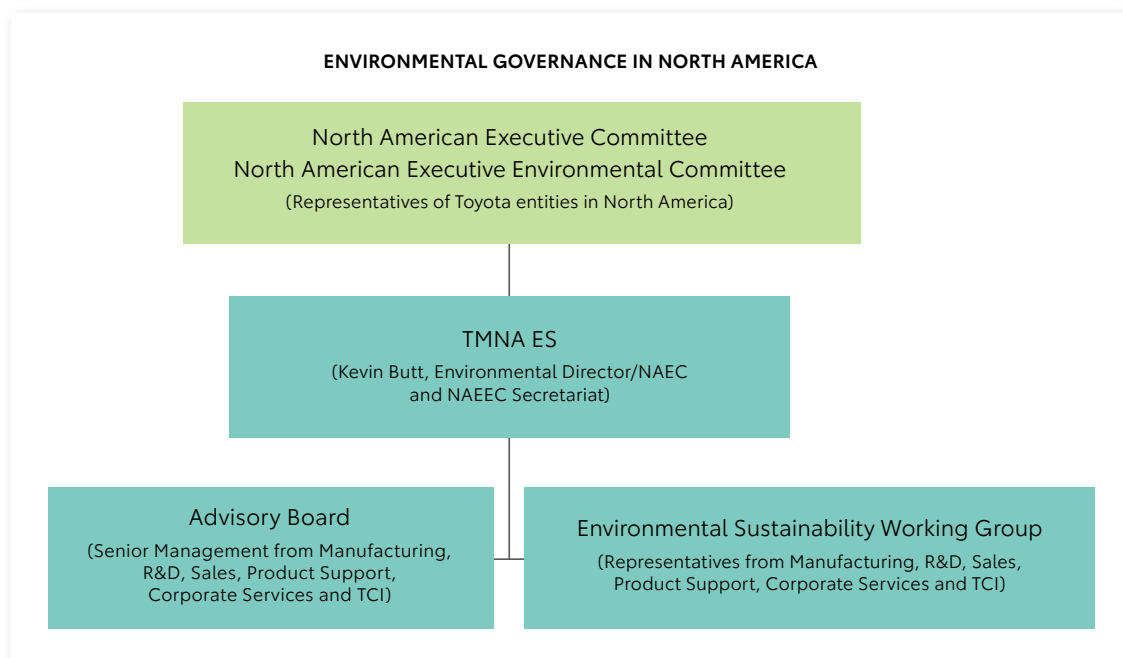 ENVIRONMENTAL GOVERNANCE IN NORTH AMERICA
North American Executive Committee
North American Executive Environmental Committee
(Representatives of Toyota entities in North America)
TMNA ES
(Kevin Butt, Environmental Director/NAEC
and NAEEC Secretariat)
Advisory Board
(Senior Management from Manufacturing,
R&D, Sales, Product Support,
Corporate Services and TCI)
Environmental Sustainability Working Group
(Representatives from Manufacturing, R&D, Sales,
Product Support, Corporate Services and TCI)